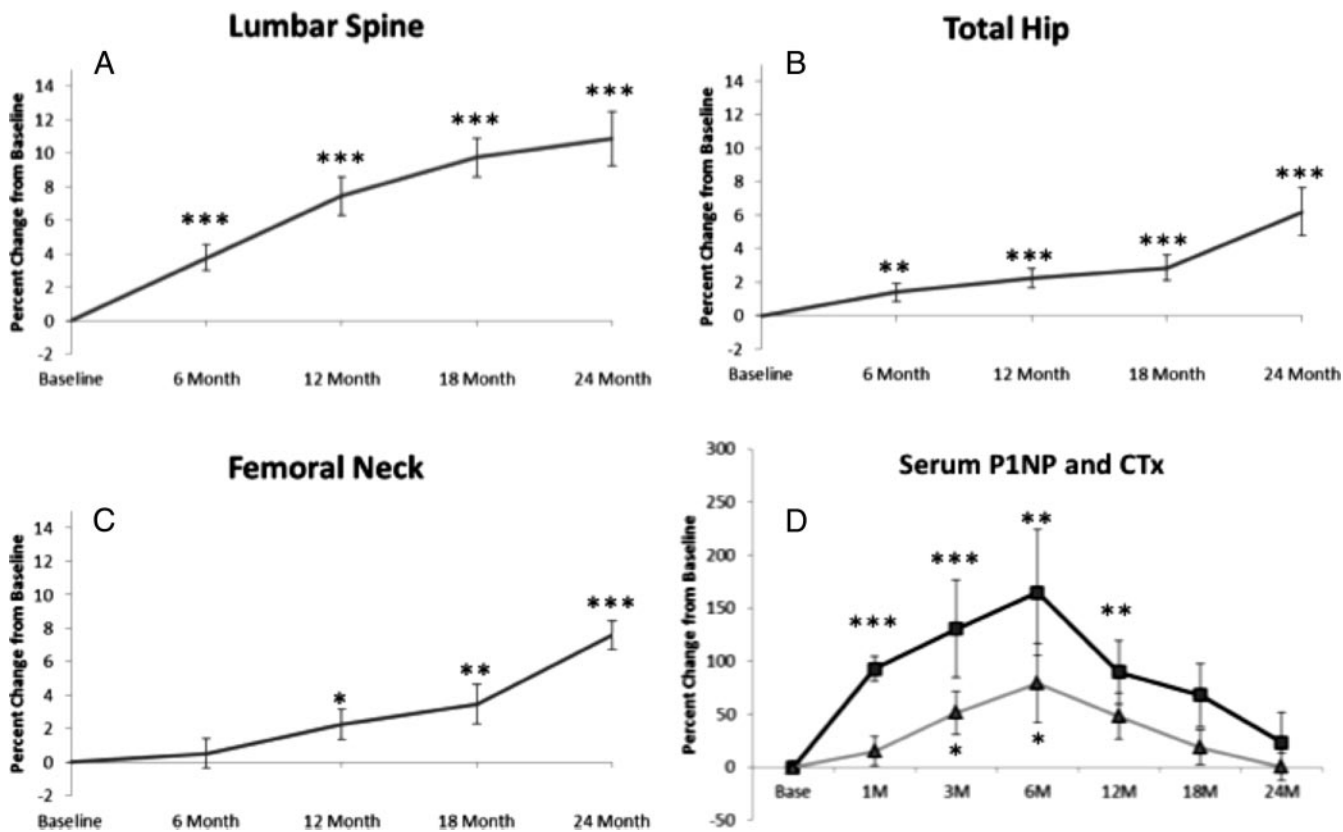 Lumbar Spine
A
Percent Change from Baseline
14
12
10
8
6
4
2
0
-2
***
***
***
***
Baseline
6 Month
12 Month
18 Month
24 Month
Total Hip
B
Percent Change from Baseline
14
12
10
8
6
4
2
0
-2
**
***
***
***
Baseline
6 Month
12 Month
18 Month
24 Month
Femoral Neck
C
Percent Change from Baseline
14
12
10
8
6
4
2
0
-2
*
**
***
Baseline
6 Month
12 Month
18 Month
24 Month
Serum P1NP and CTx
D
Percent Change from Baseline
300
250
200
150
100
50
0
-50
***
***
**
**
*
*
Base
1M
3M
6M
12M
18M
24M